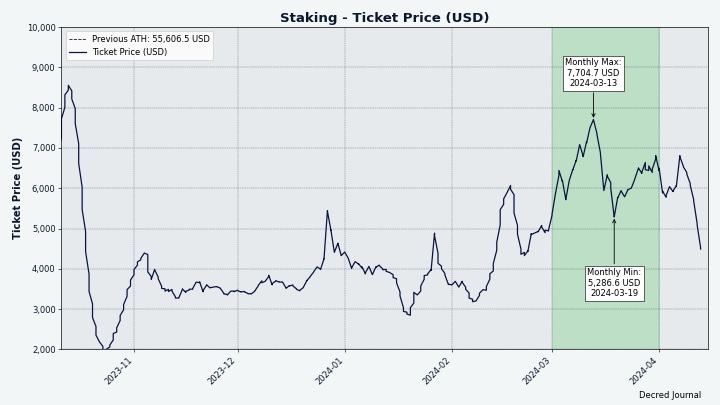 Staking - Ticket Price (USD)
Previous ATH: 55,606.5 USD
Ticket Price (USD)
Ticket Price (USD)
10,000
9,000
8,000
7,000
6,000
5,000
4,000
3,000
2,000
Monthly Max:
7,704.7 USD
2024-03-13
Monthly Min:
5,286.6 USD
2024-03-19
2023-11
2023-12
2024-01
2024-02
2024-03
2024-04
Decred Journal